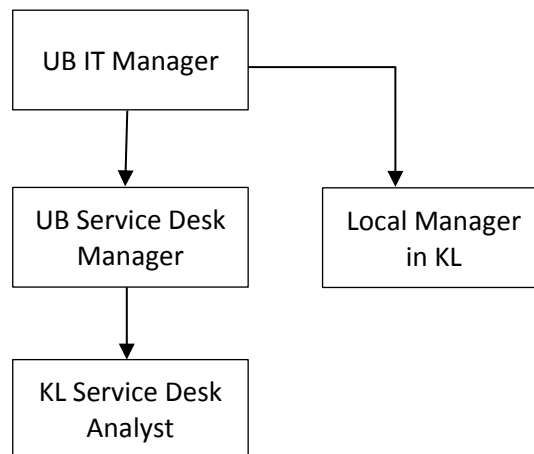 UB IT Manager
UB Service Desk
Manager
Local Manager
in KL
KL Service Desk
Analyst